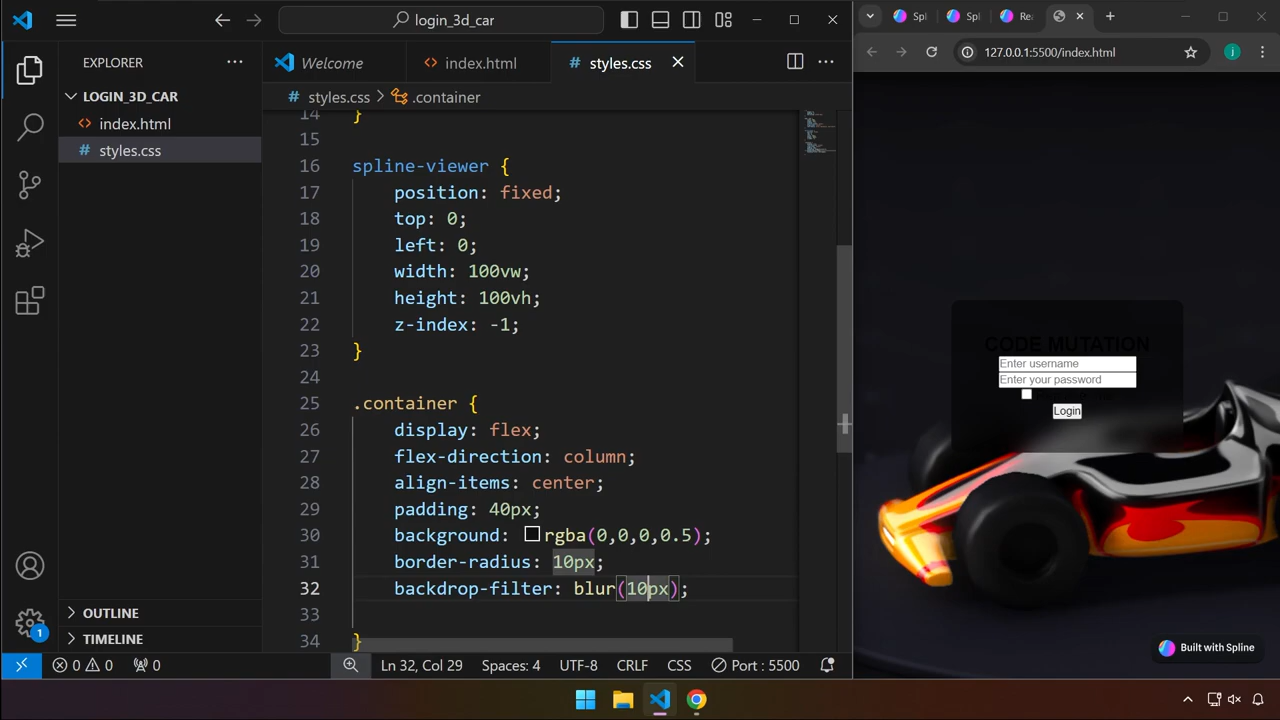 login_3d_car
EXPLORER
Welcome
index.html
styles.css
Spl
Spl
Re
127.0.0.1:5500/index.html
j
LOGIN_3D_CAR
index.html
styles.css
styles.css > .container
14 }
15
16 spline-viewer {
17 position: fixed;
18 top: 0;
19 left: 0;
20 width: 100vw;
21 height: 100vh;
22 z-index: -1;
23 }
24
25 .container {
26 display: flex;
27 flex-direction: column;
28 align-items: center;
29 padding: 40px;
30 background: rgba(0,0,0,0.5);
31 border-radius: 10px;
32 backdrop-filter: blur(10px);
33
34 }
CODE MUTATION
Enter username
Enter your password
Login
Built with Spline
OUTLINE
TIMELINE
1
0 0 0
Ln 32, Col 29
Spaces: 4
UTF-8
CRLF
CSS
Port : 5500